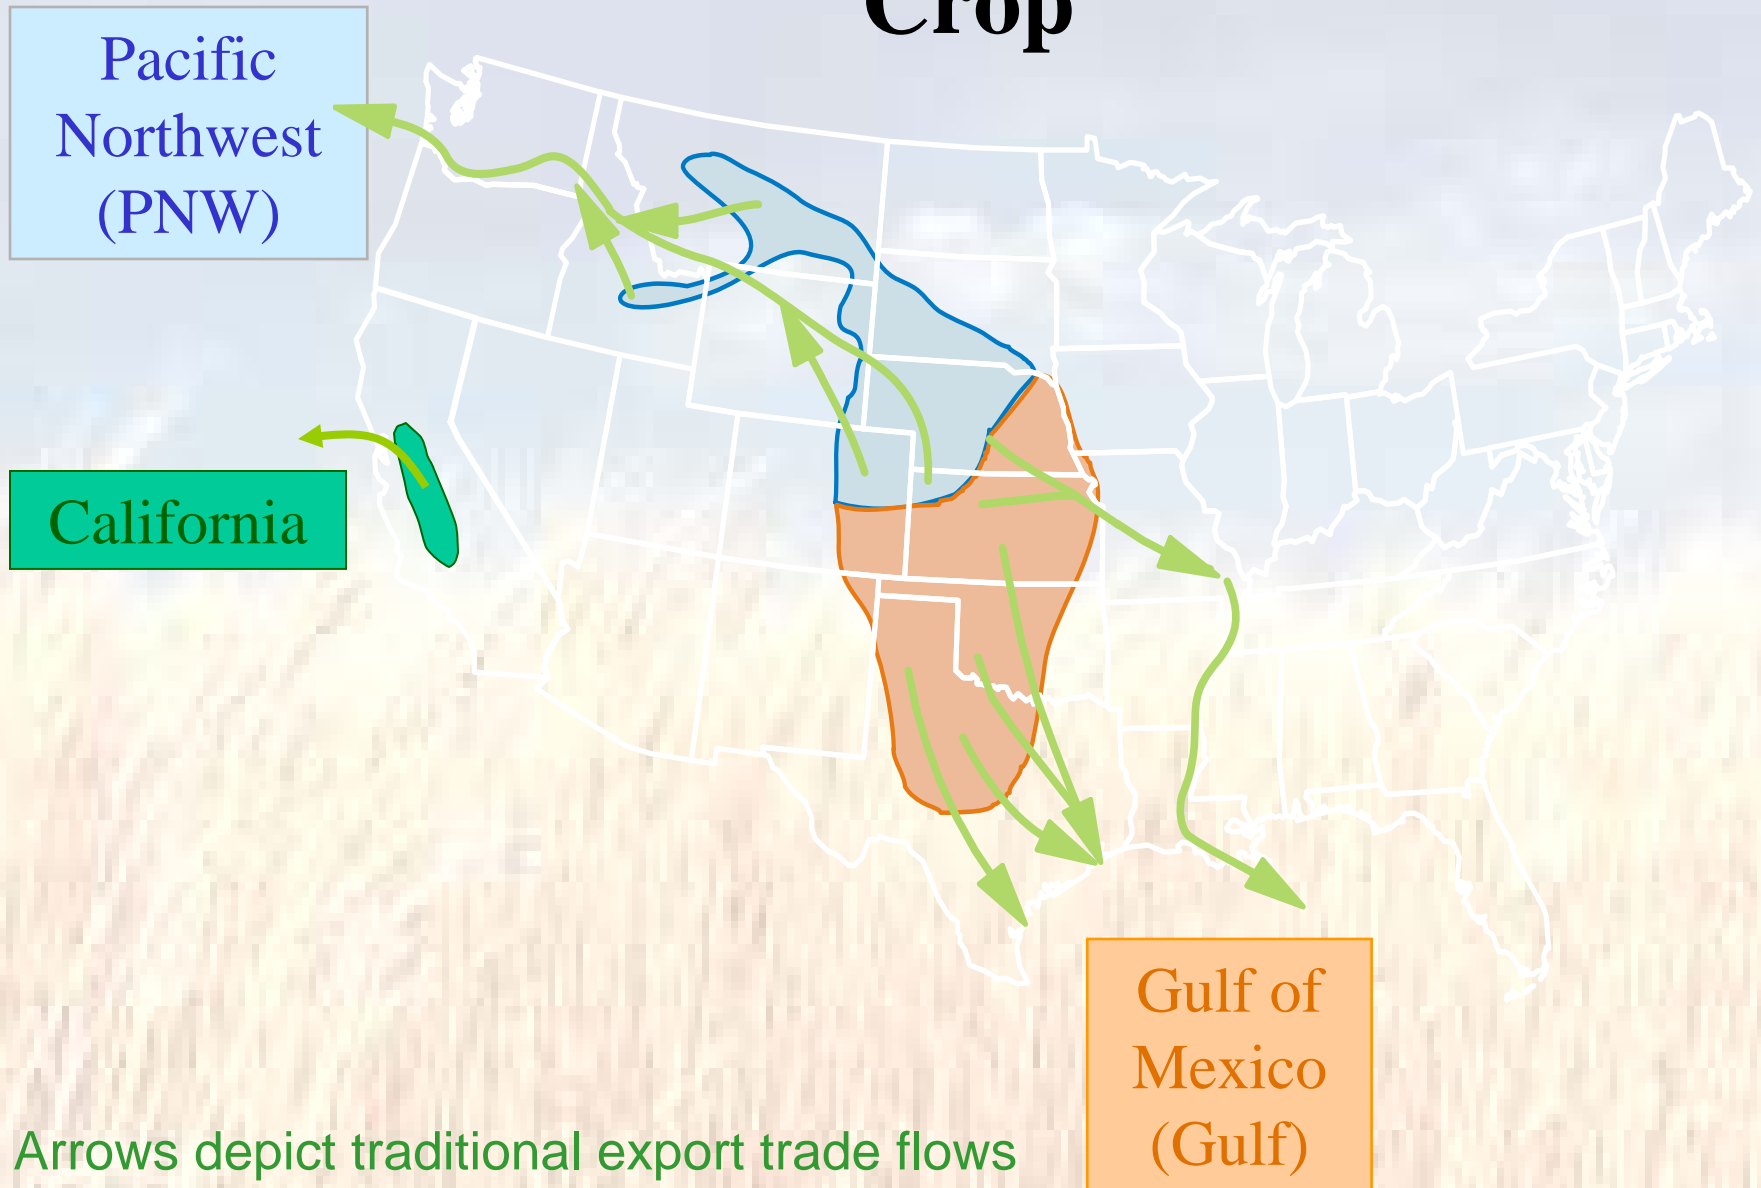 Crop
Pacific
Northwest
(PNW)
California
Gulf of
Mexico
(Gulf)
Arrows depict traditional export trade flows